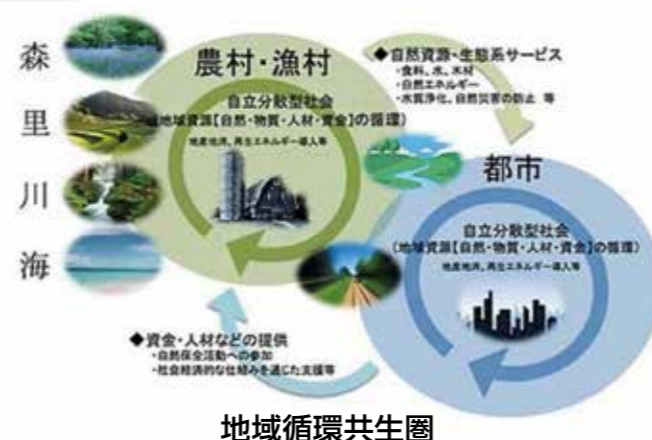 森
里
川
海
農村・漁村
自立分散型社会
地域資源【自然・物質・人材・資金】の循環)
地産地消、再生エネルギー導入等
◆自然資源・生態系サービス
・食料、水、木材
・自然エネルギー
・水質浄化、自然災害の防止 等
都市
自立分散型社会
(地域資源【自然・物質・人材・資金】の循環)
地産地消、再生エネルギー導入等
◆資金・人材などの提供
・自然保全活動への参加
・社会経済的な仕組みを通じた支援等
地域循環共生圏